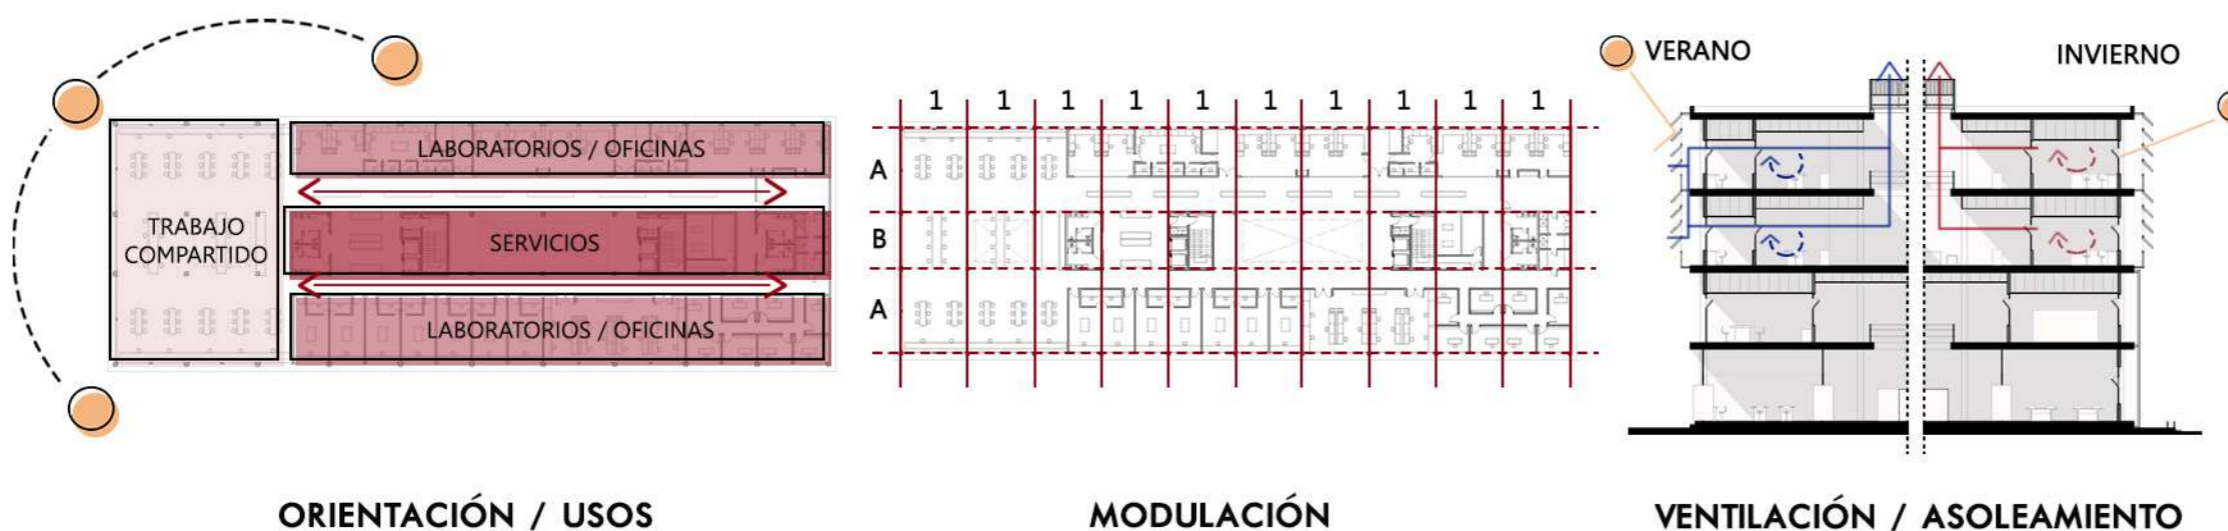 LABORATORIOS / OFICINAS
TRABAJO
COMPARTIDO
SERVICIOS
LABORATORIOS / OFICINAS
ORIENTACIÓN / USOS
1 1 1 1 1 1 1 1 1 1
A
B
A
MODULACIÓN
VERANO
INVIERNO
VENTILACIÓN / ASOLEAMIENTO